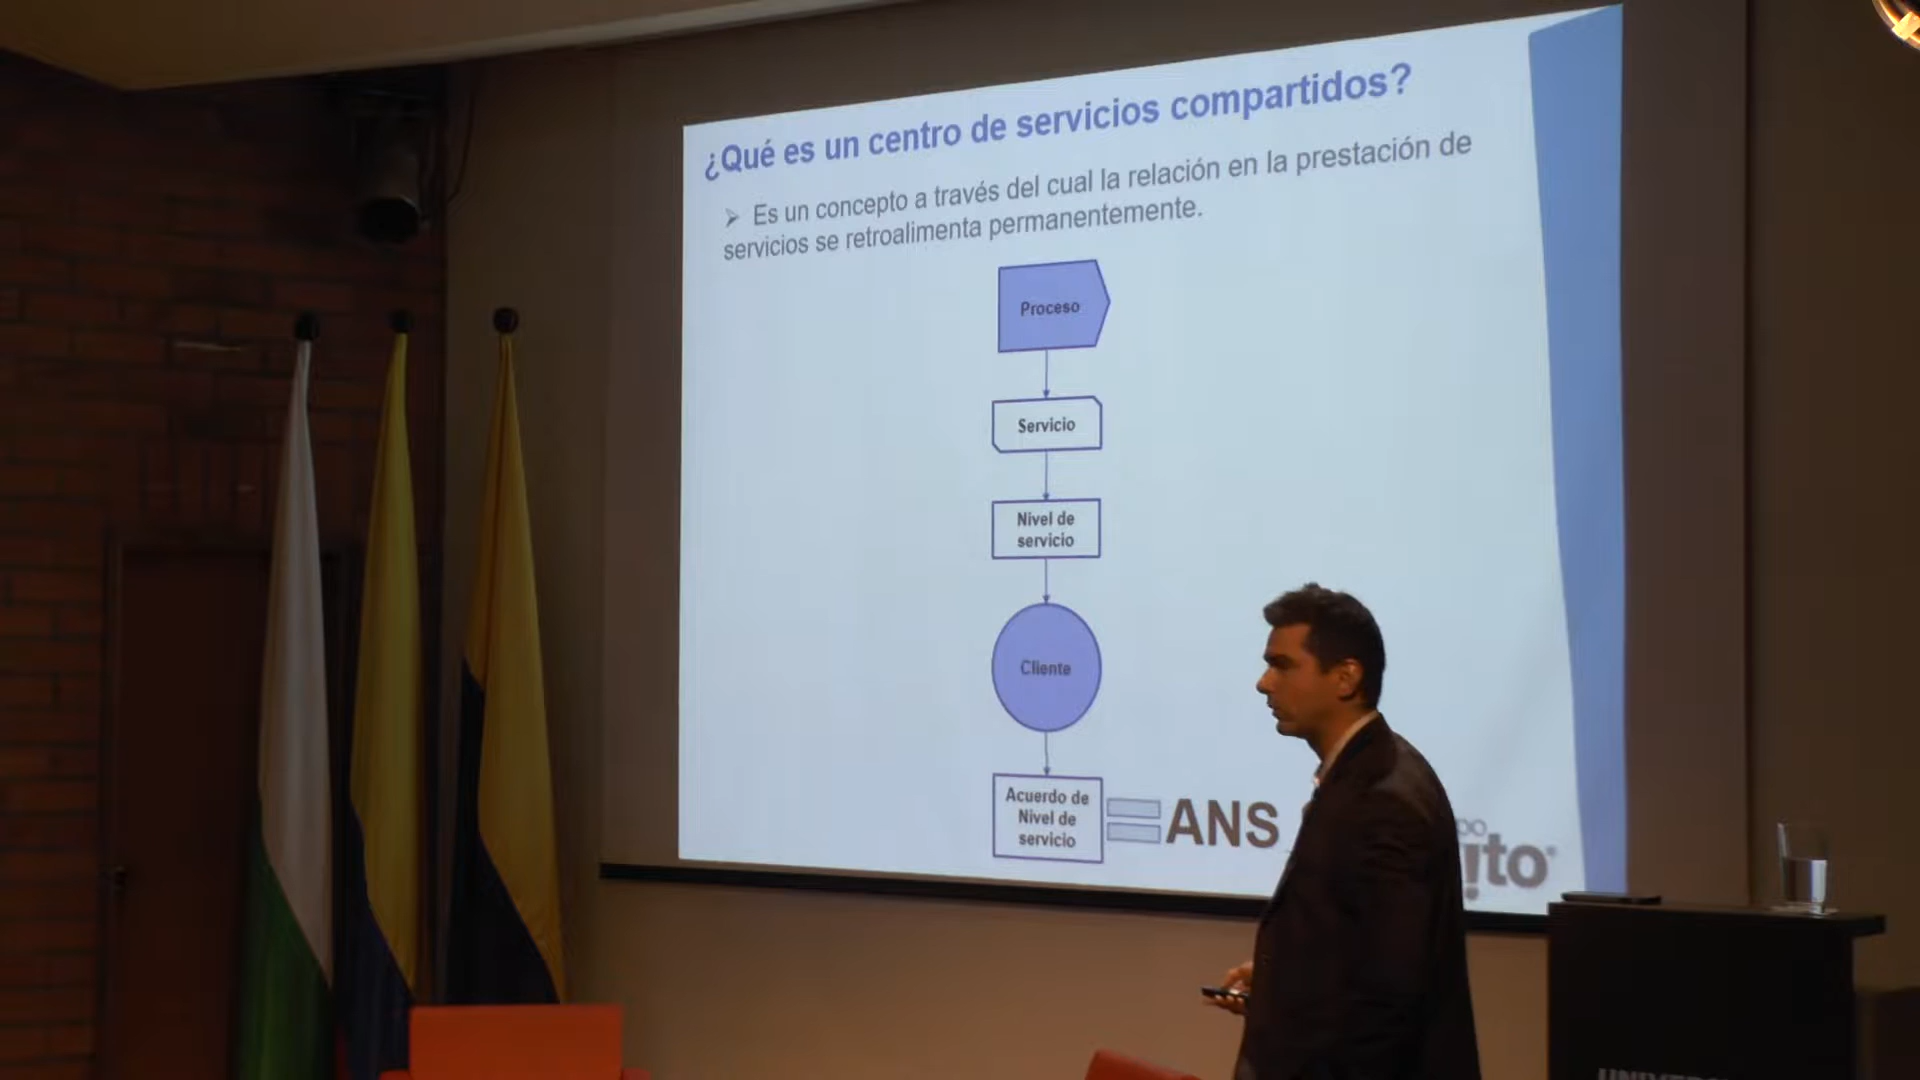 ¿Qué es un centro de servicios compartidos?
➢ Es un concepto a través del cual la relación en la prestación de
servicios se retroalimenta permanentemente.
Proceso
Servicio
Nivel de
servicio
Cliente
Acuerdo de
Nivel de
servicio
ANS